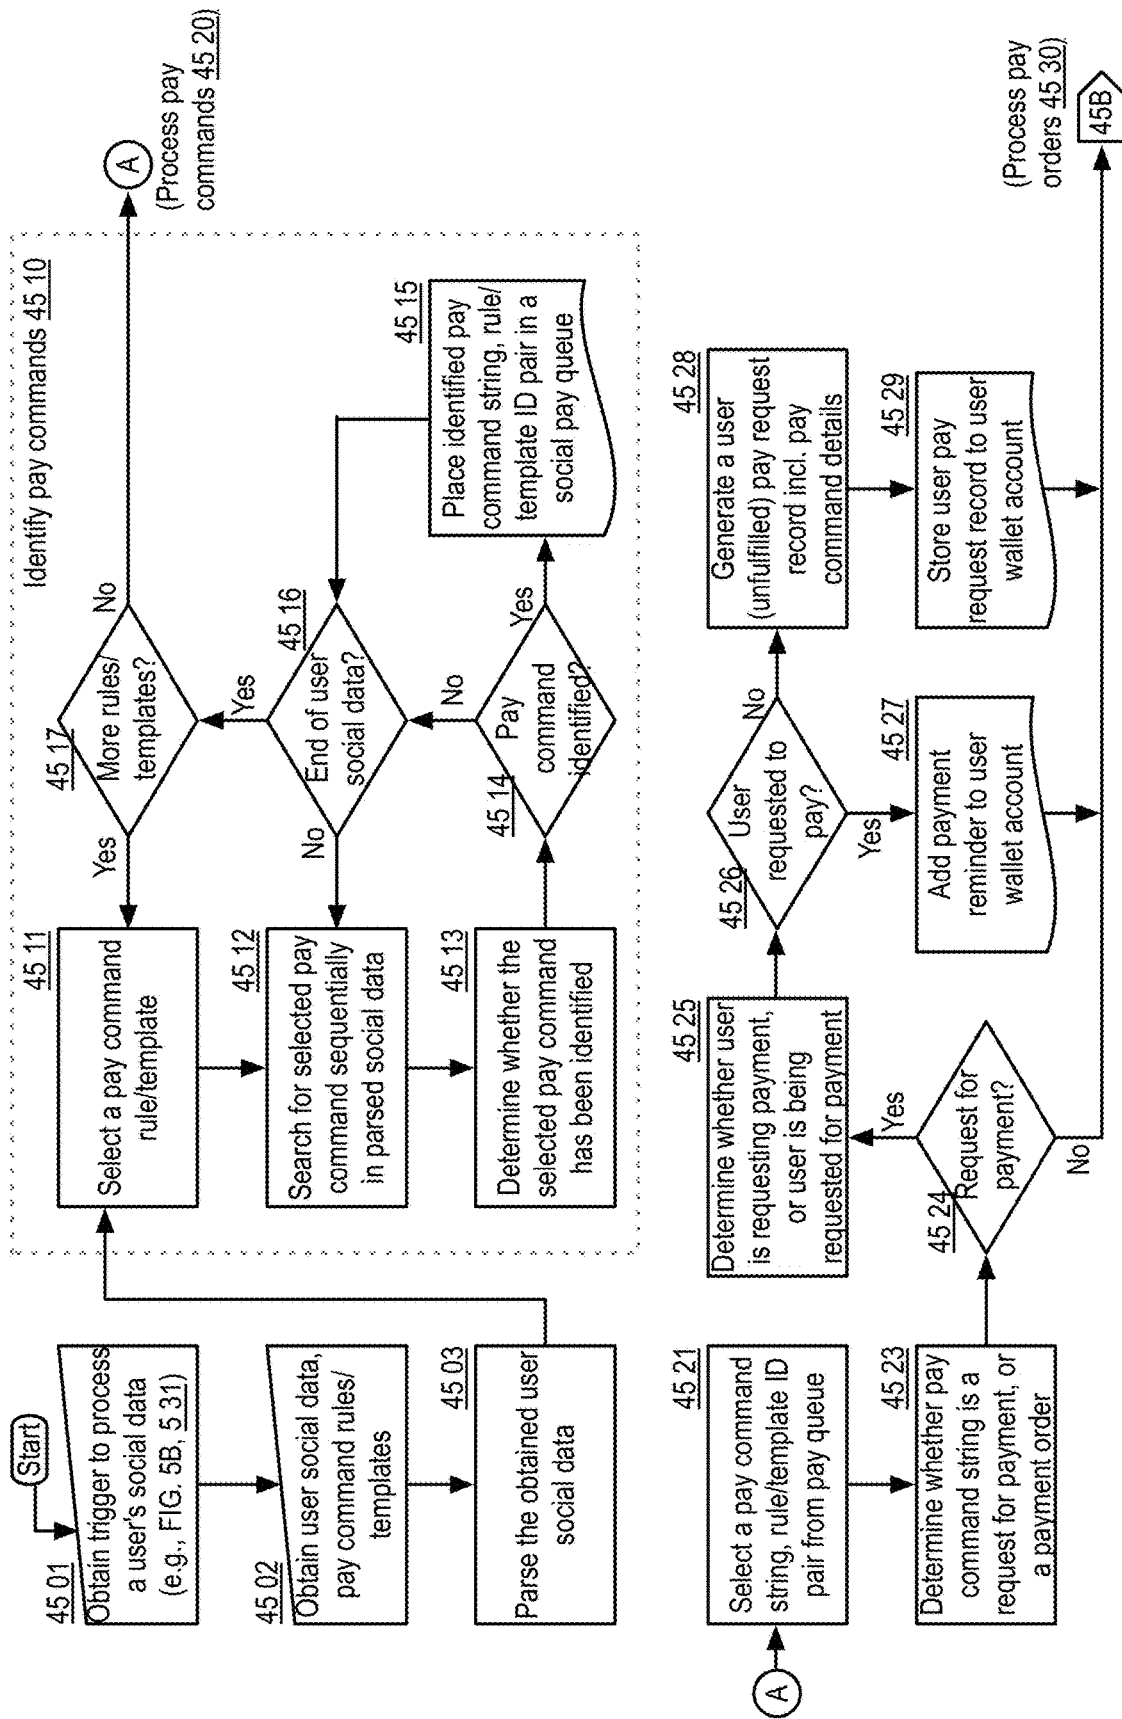 Start
45 01
Obtain trigger to process
a user's social data
(e.g., FIG. 5B, 5 31)
45 02
Obtain user social data,
pay command rules/
templates
45 03
Parse the obtained user
social data
Identify pay commands 45 10
45 11
Select a pay command
rule/template
45 12
Search for selected pay
command sequentially
in parsed social data
45 13
Determine whether the
selected pay command
has been identified
45 14
Pay
command
identified?
Yes
No
45 15
Place identified pay
command string, rule/
template ID pair in a
social pay queue
45 16
End of user
social data?
No
Yes
45 17
More rules/
templates?
Yes
No
A
(Process pay
commands 45 20)
A
45 21
Select a pay command
string, rule/template ID
pair from pay queue
45 23
Determine whether pay
command string is a
request for payment, or
a payment order
45 24
Request for
payment?
Yes
No
45 25
Determine whether user
is requesting payment,
or user is being
requested for payment
45 26
User
requested to
pay?
No
Yes
45 27
Add payment
reminder to user
wallet account
45 28
Generate a user
(unfulfilled) pay request
record incl. pay
command details
45 29
Store user pay
request record to user
wallet account
(Process pay
orders 45 30)
45B